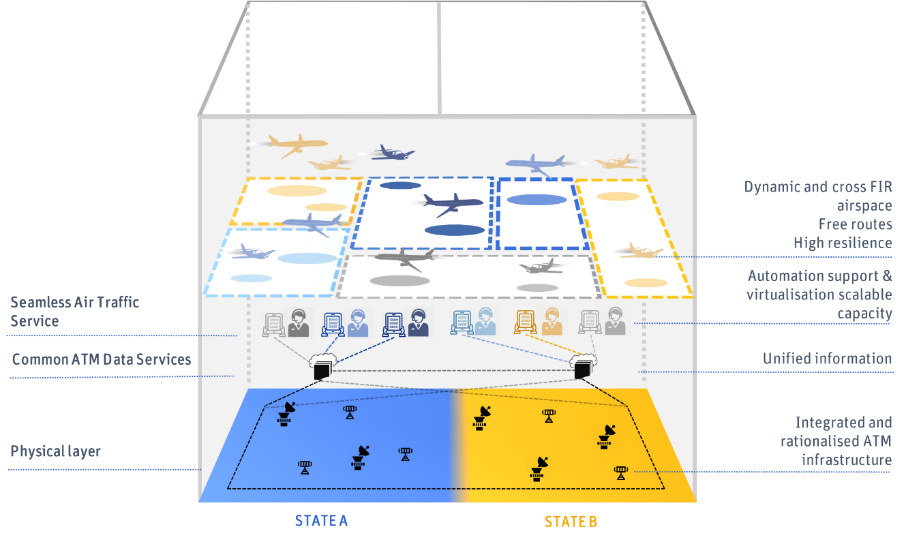 Dynamic and cross FIR
airspace
Free routes
High resilience
Automation support &
virtualisation scalable
capacity
Seamless Air Traffic
Service
Common ATM Data Services
Unified information
Physical layer
Integrated and
rationalised ATM
infrastructure
STATE A
STATE B